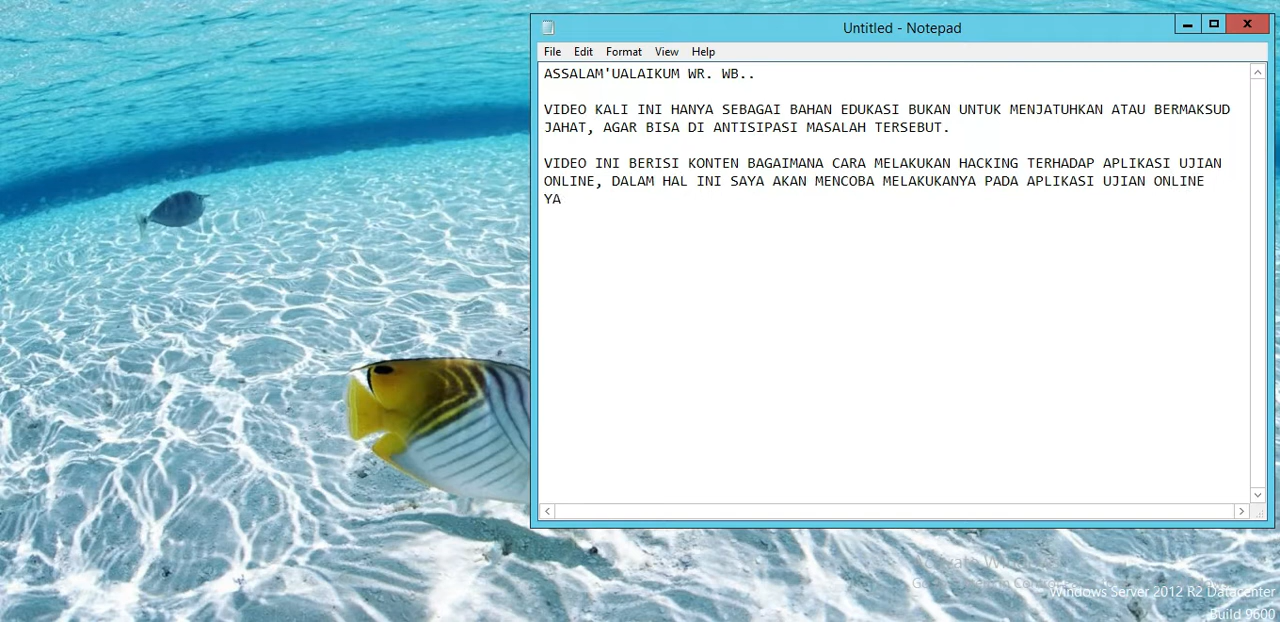 Untitled - Notepad
File Edit Format View Help
ASSALAM'UALAIKUM WR. WB..
VIDEO KALI INI HANYA SEBAGAI BAHAN EDUKASI BUKAN UNTUK MENJATUHKAN ATAU BERMAKSUD
JAHAT, AGAR BISA DI ANTISIPASI MASALAH TERSEBUT.
VIDEO INI BERISI KONTEN BAGAIMANA CARA MELAKUKAN HACKING TERHADAP APLIKASI UJIAN
ONLINE, DALAM HAL INI SAYA AKAN MENCOBA MELAKUKANYA PADA APLIKASI UJIAN ONLINE
YA
Windows Server 2012 R2 Datacenter
Build 9600